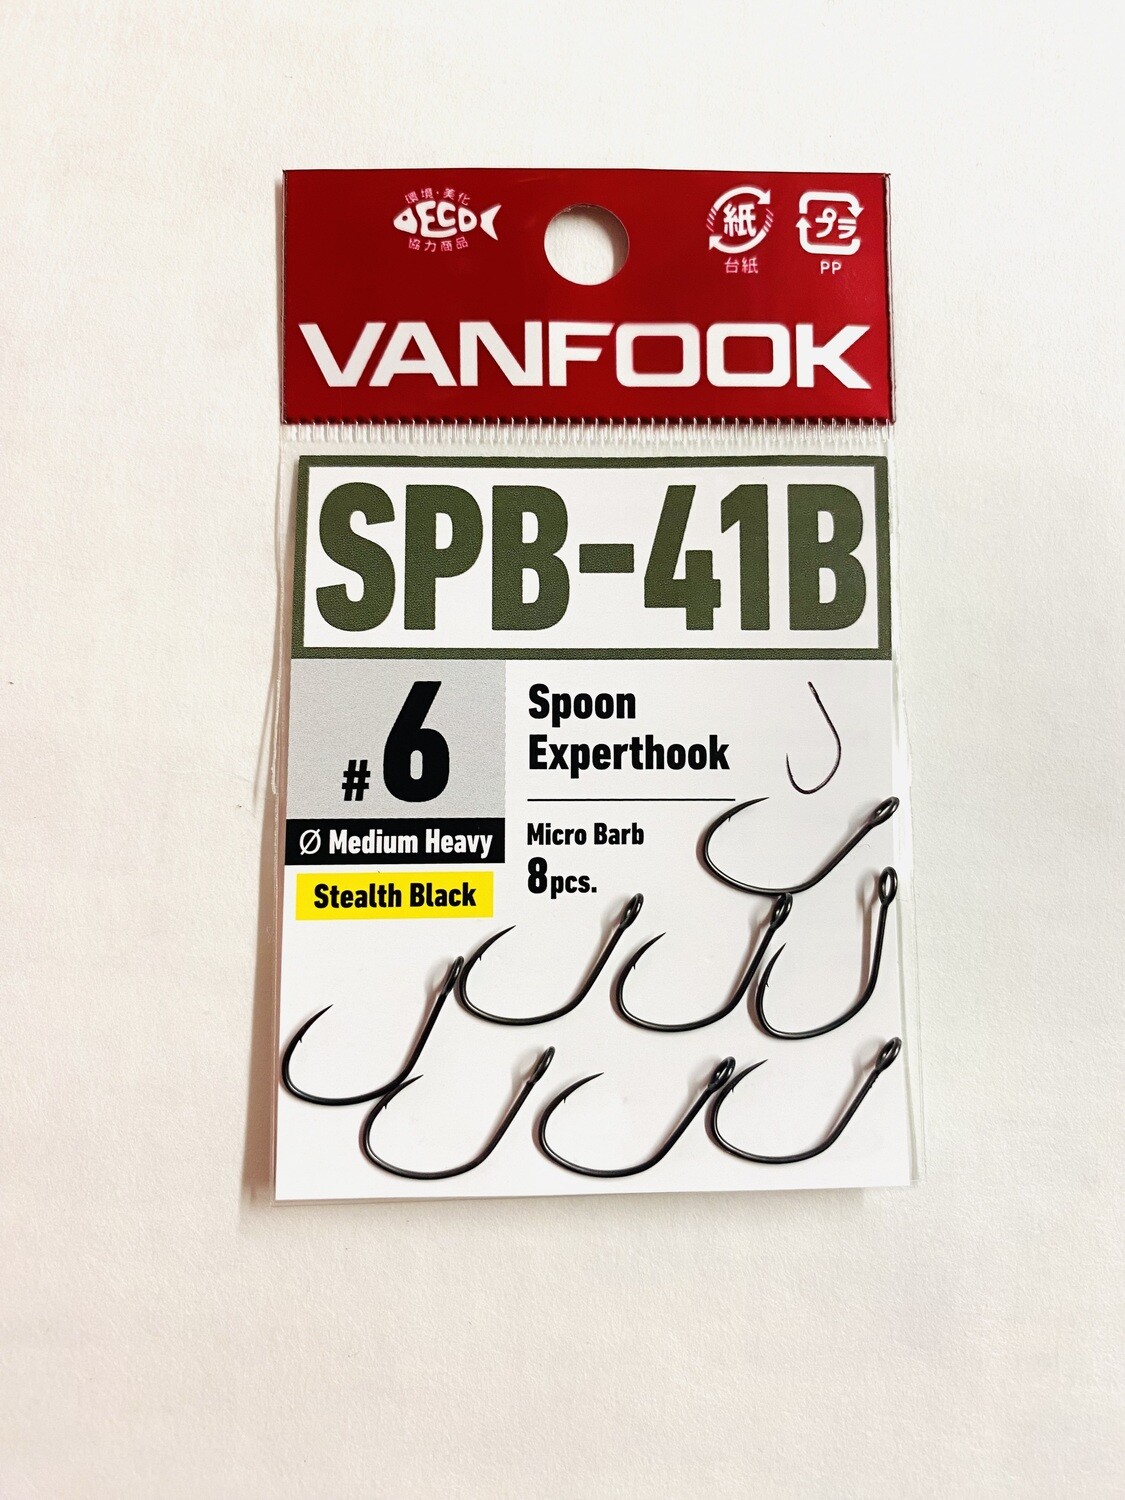 環境・美化
ECO
協力商品
紙
台紙
プラ
PP
VANFOOK
SPB-41B
#6
Ø Medium Heavy
Stealth Black
Spoon
Experthook
Micro Barb
8pcs.